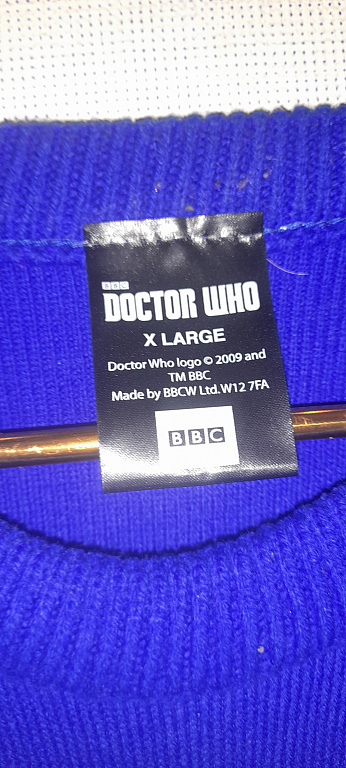 BBC
DOCTOR WHO
X LARGE
Doctor Who logo © 2009 and
TM BBC
Made by BBCW Ltd. W12 7FA
BBC